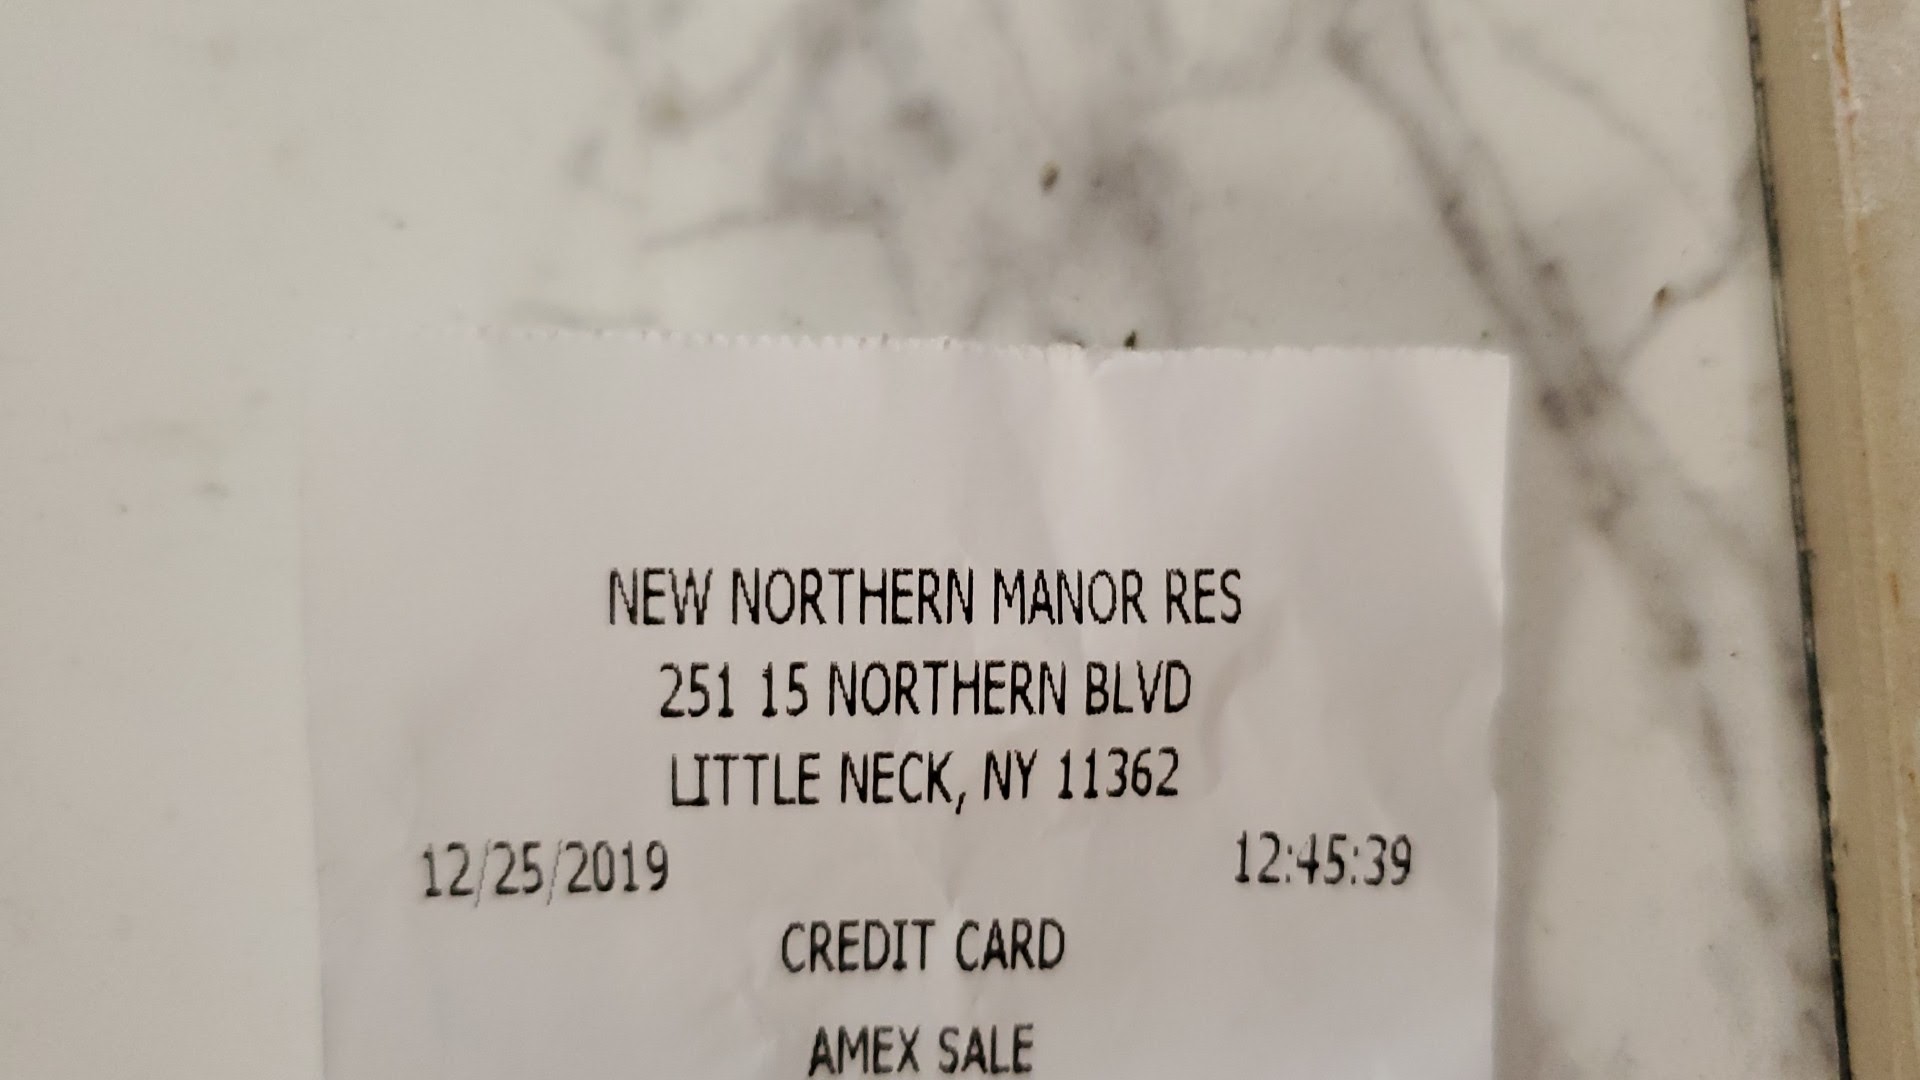 NEW NORTHERN MANOR RES
251 15 NORTHERN BLVD
LITTLE NECK, NY 11362
12/25/2019 12:45:39
CREDIT CARD
AMEX SALE